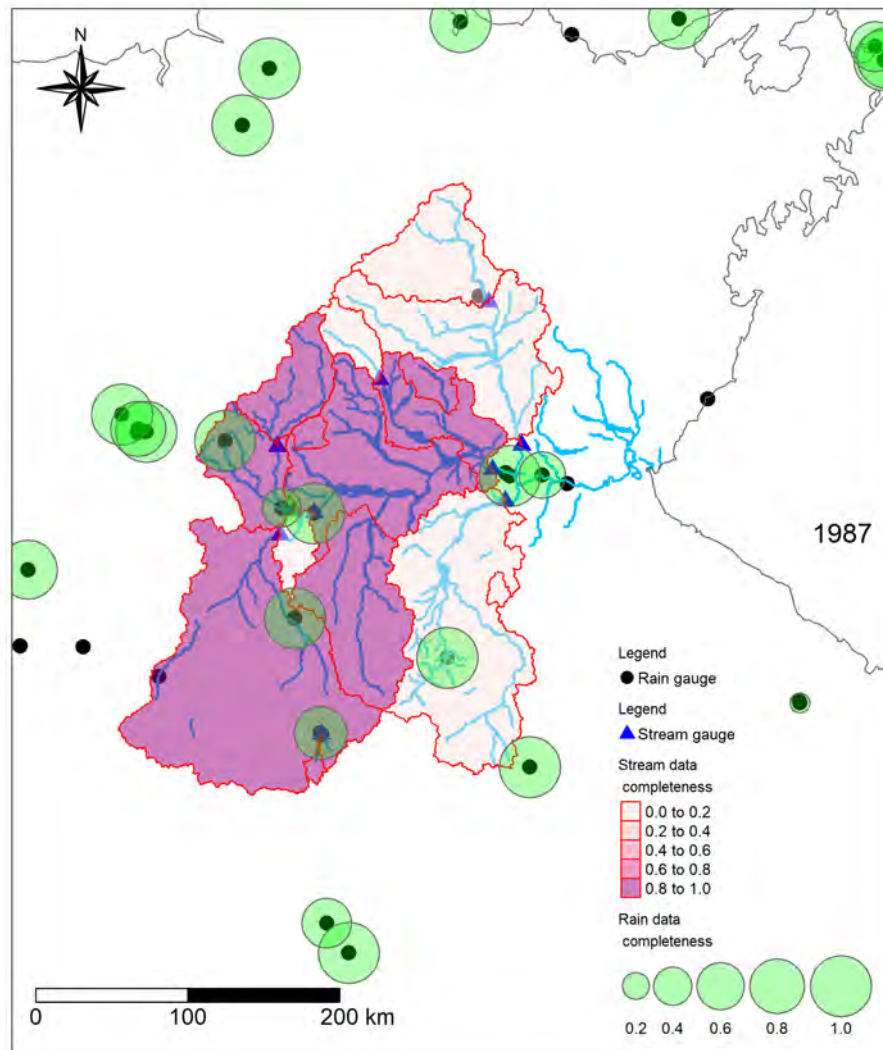 N
1987
Legend
Rain gauge
Legend
Stream gauge
Stream data
completeness
0.0 to 0.2
0.2 to 0.4
0.4 to 0.6
0.6 to 0.8
0.8 to 1.0
Rain data
completeness
0.2 0.4 0.6 0.8 1.0
0 100 200 km